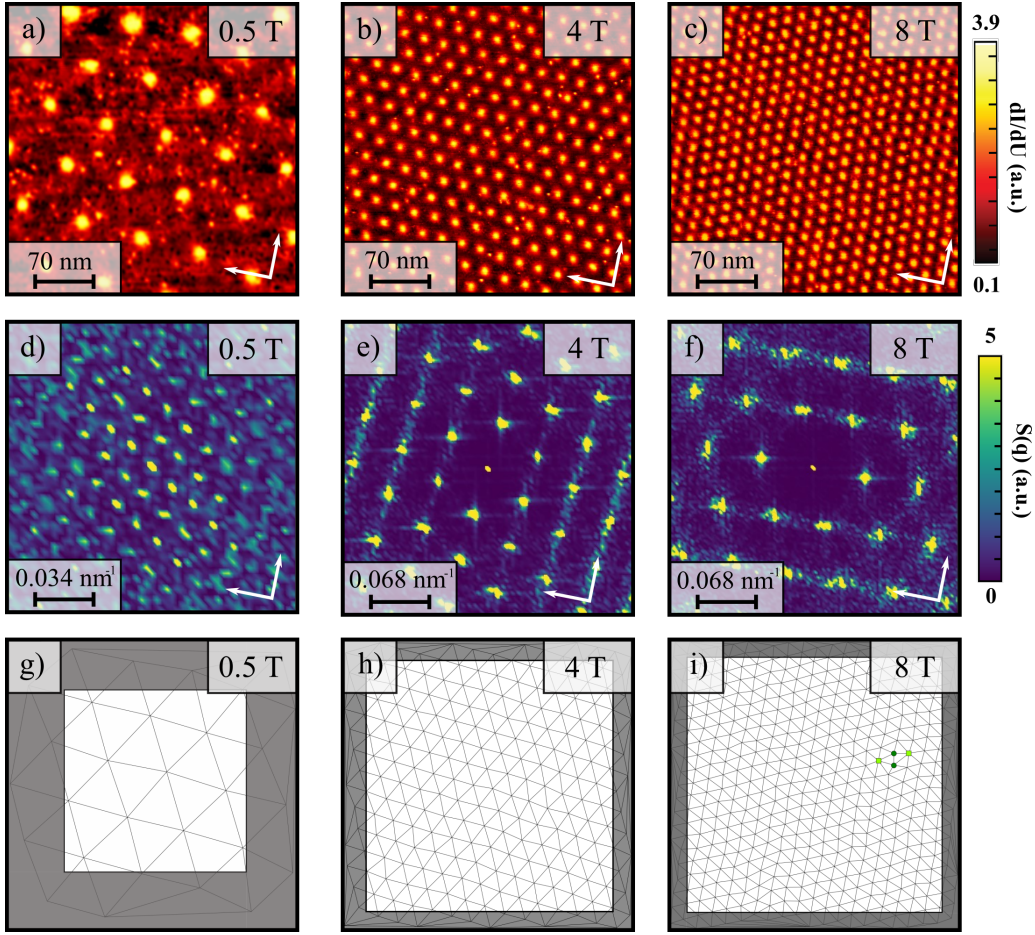 a)
0.5 T
70 nm
b)
4 T
70 nm
c)
8 T
70 nm
3.9
dI/dU (a.u.)
0.1
d)
0.5 T
0.034 nm-1
e)
4 T
0.068 nm-1
f)
8 T
0.068 nm-1
5
S(q) (a.u.)
0
g)
0.5 T
h)
4 T
i)
8 T